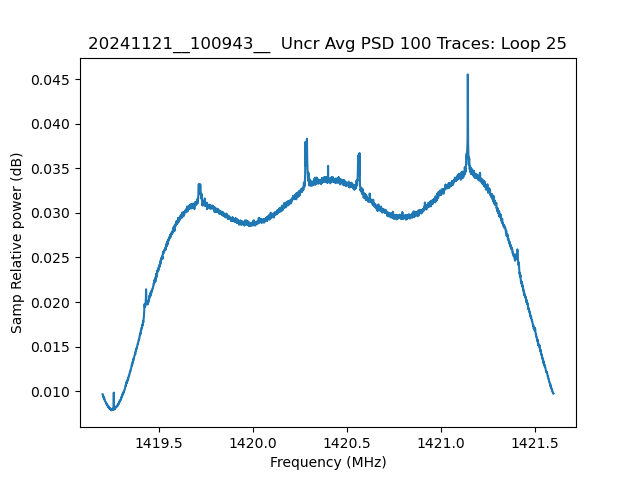 20241121__100943__  Uncr Avg PSD 100 Traces: Loop 25
Samp Relative power (dB)
0.045
0.040
0.035
0.030
0.025
0.020
0.015
0.010
1419.5 1420.0 1420.5 1421.0 1421.5
Frequency (MHz)